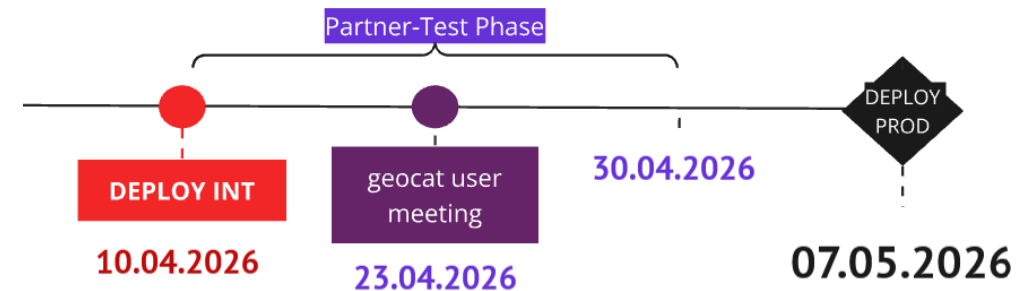 Partner-Test Phase
DEPLOY INT
10.04.2026
geocat user
meeting
23.04.2026
30.04.2026
DEPLOY
PROD
07.05.2026